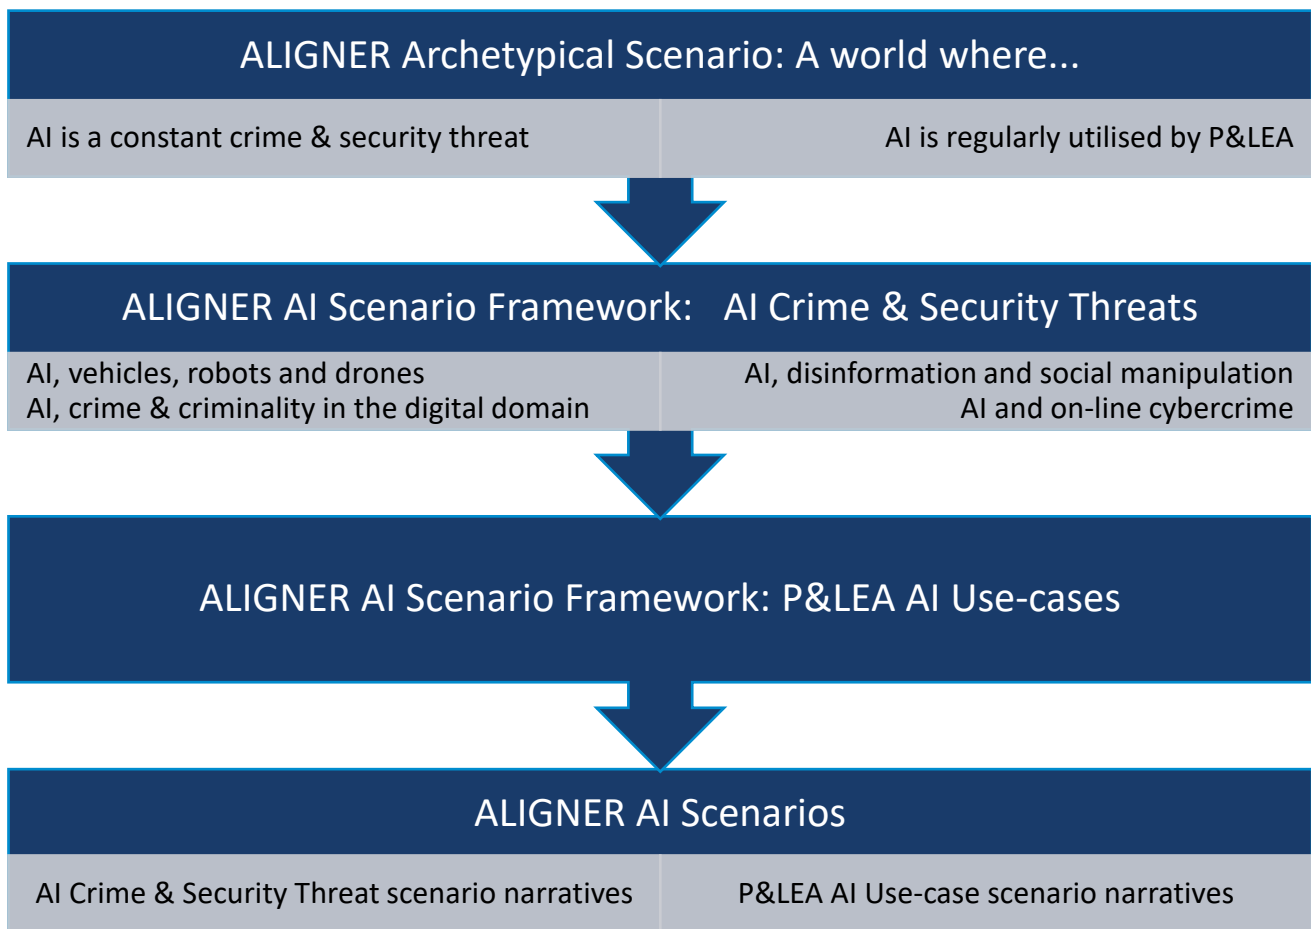 ALIGNER Archetypical Scenario: A world where...
AI is a constant crime & security threat
AI is regularly utilised by P&LEA
ALIGNER AI Scenario Framework: AI Crime & Security Threats
AI, vehicles, robots and drones
AI, crime & criminality in the digital domain
AI, disinformation and social manipulation
AI and on-line cybercrime
ALIGNER AI Scenario Framework: P&LEA AI Use-cases
ALIGNER AI Scenarios
AI Crime & Security Threat scenario narratives
P&LEA AI Use-case scenario narratives